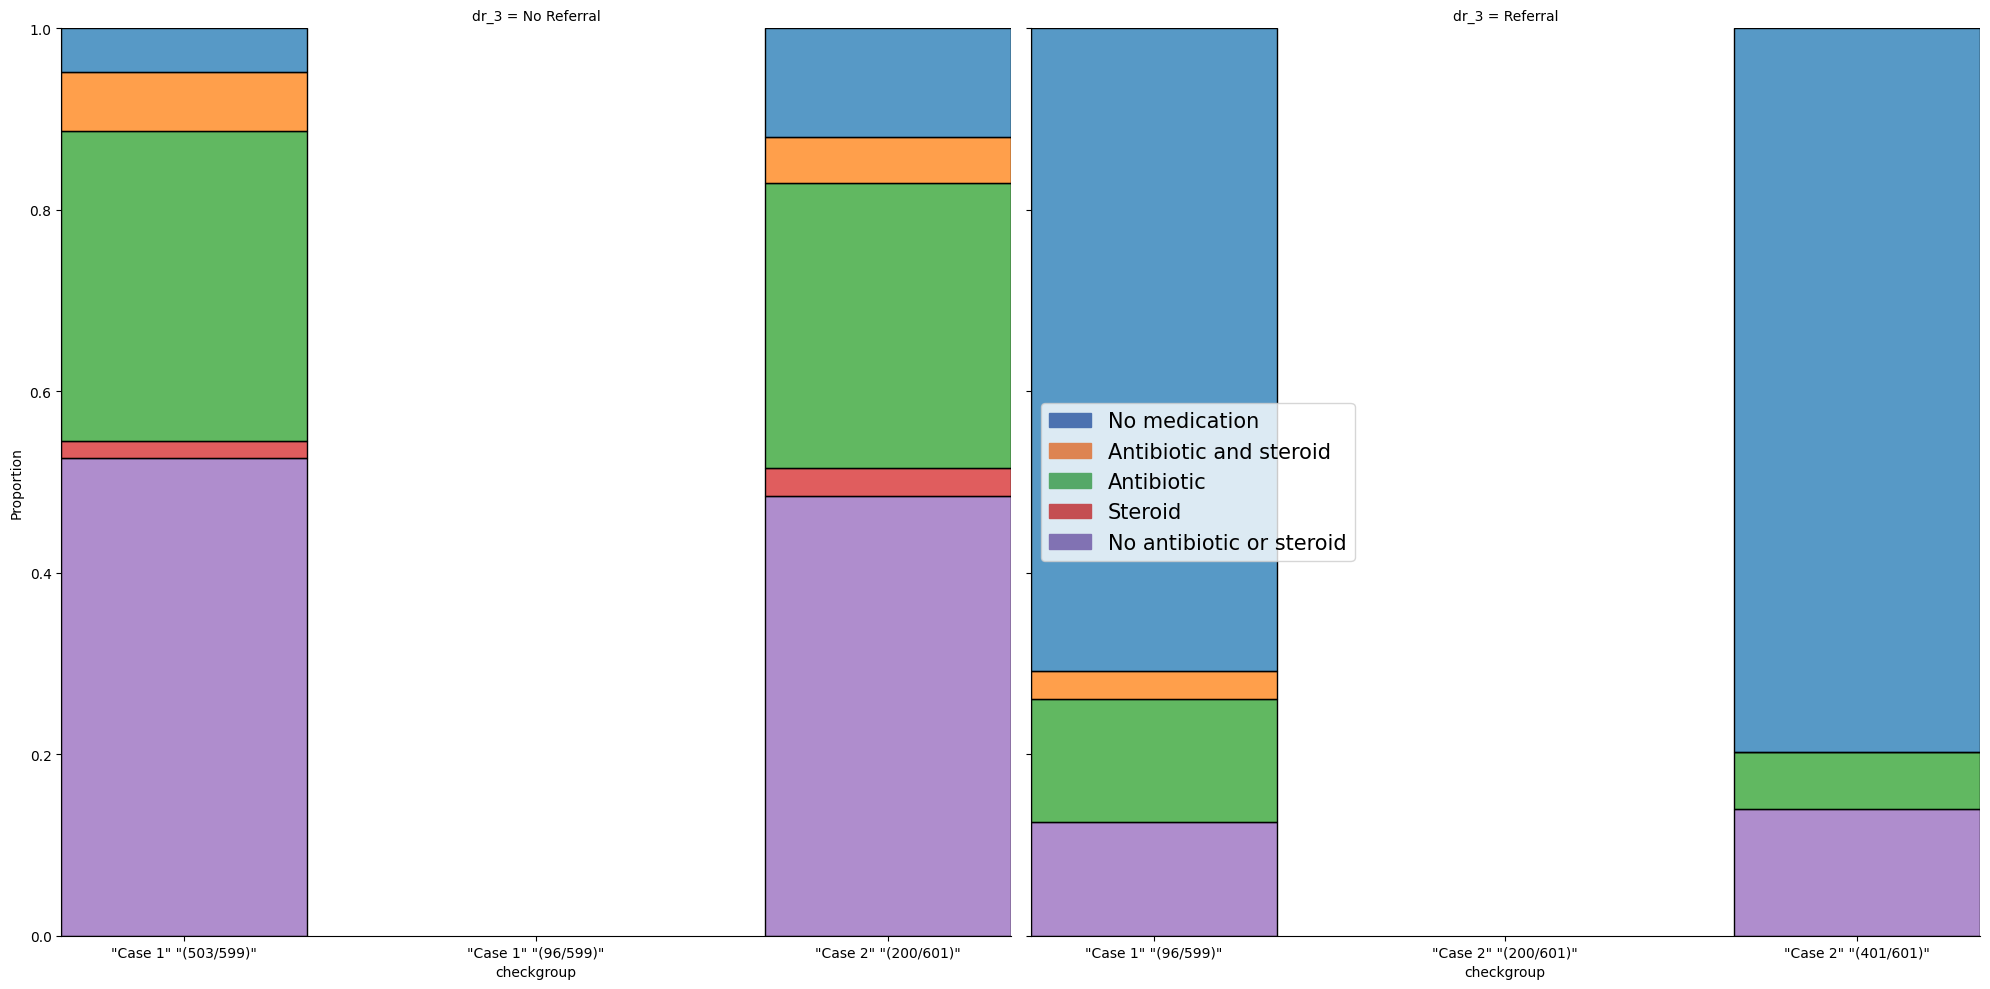 dr_3 = No Referral
dr_3 = Referral
1.0
0.8
0.6
0.4
0.2
0.0
Proportion
"Case 1" "(503/599)"
"Case 1" "(96/599)"
"Case 2" "(200/601)"
checkgroup
No medication
Antibiotic and steroid
Antibiotic
Steroid
No antibiotic or steroid
"Case 1" "(96/599)"
"Case 2" "(200/601)"
"Case 2" "(401/601)"
checkgroup